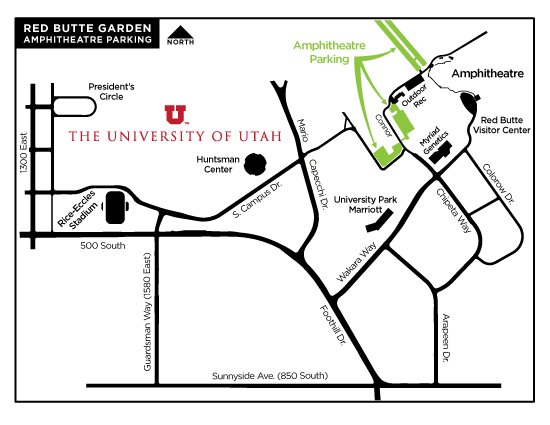 RED BUTTE GARDEN
AMPHITHEATRE PARKING
NORTH
Amphitheatre
Parking
President's
Circle
U
THE UNIVERSITY OF UTAH
Outdoor
Rec
Amphitheatre
Connor
Red Butte
Visitor Center
Myriad
Genetics
1300 East
Mario
Capecchi Dr.
Huntsman
Center
S. Campus Dr.
Colorow Dr.
University Park
Marriott
Chipeta Way
Rice-Eccles
Stadium
500 South
Wakara Way
Guardsman Way (1580 East)
Foothill Dr.
Arapeen Dr.
Sunnyside Ave. (850 South)